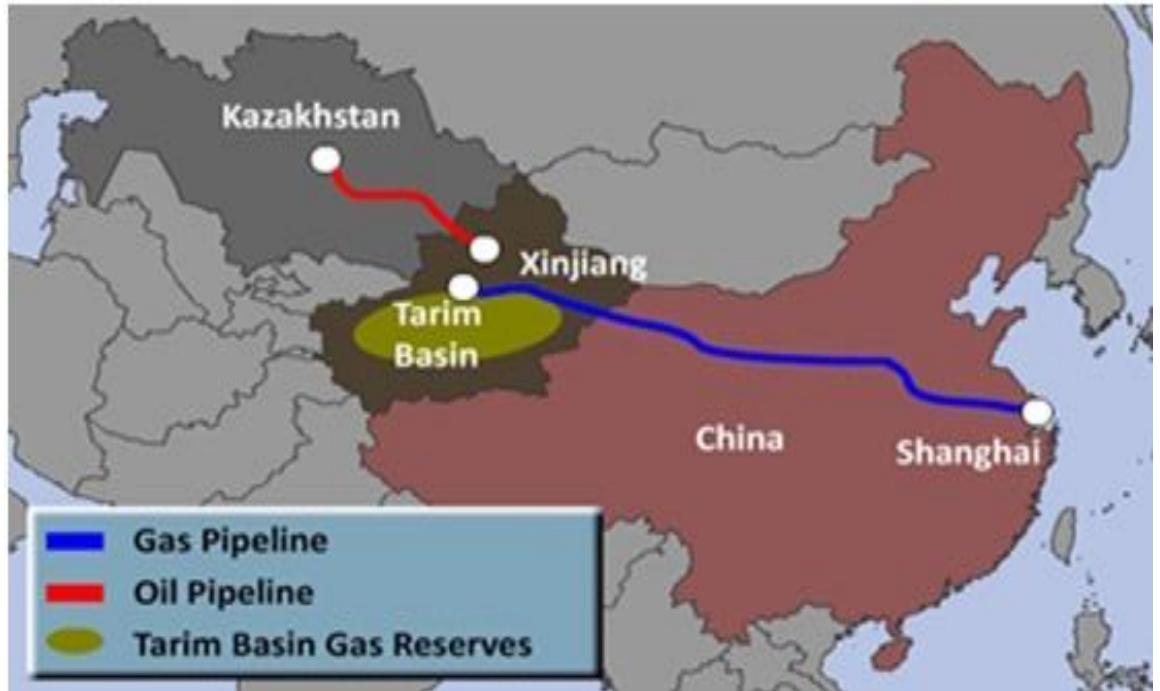 Kazakhstan
Xinjiang
Tarim
Basin
China
Shanghai
Gas Pipeline
Oil Pipeline
Tarim Basin Gas Reserves